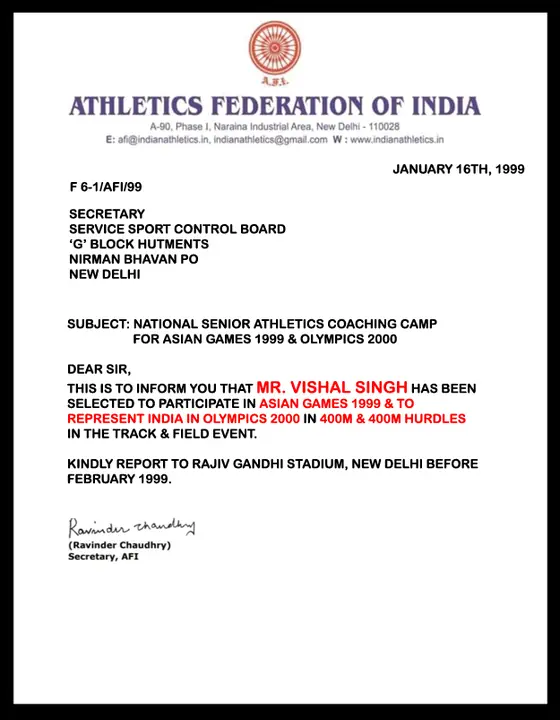 A.F.I.
ATHLETICS FEDERATION OF INDIA
A-90, Phase I, Naraina Industrial Area, New Delhi - 110028
E: afi@indianathletics.in, indianathletics@gmail.com W : www.indianathletics.in
JANUARY 16TH, 1999
F 6-1/AFI/99
SECRETARY
SERVICE SPORT CONTROL BOARD
‘G’ BLOCK HUTMENTS
NIRMAN BHAVAN PO
NEW DELHI
SUBJECT: NATIONAL SENIOR ATHLETICS COACHING CAMP
FOR ASIAN GAMES 1999 & OLYMPICS 2000
DEAR SIR,
THIS IS TO INFORM YOU THAT MR. VISHAL SINGH HAS BEEN
SELECTED TO PARTICIPATE IN ASIAN GAMES 1999 & TO
REPRESENT INDIA IN OLYMPICS 2000 IN 400M & 400M HURDLES
IN THE TRACK & FIELD EVENT.
KINDLY REPORT TO RAJIV GANDHI STADIUM, NEW DELHI BEFORE
FEBRUARY 1999.
Ravinder Chaudhry
(Ravinder Chaudhry)
Secretary, AFI